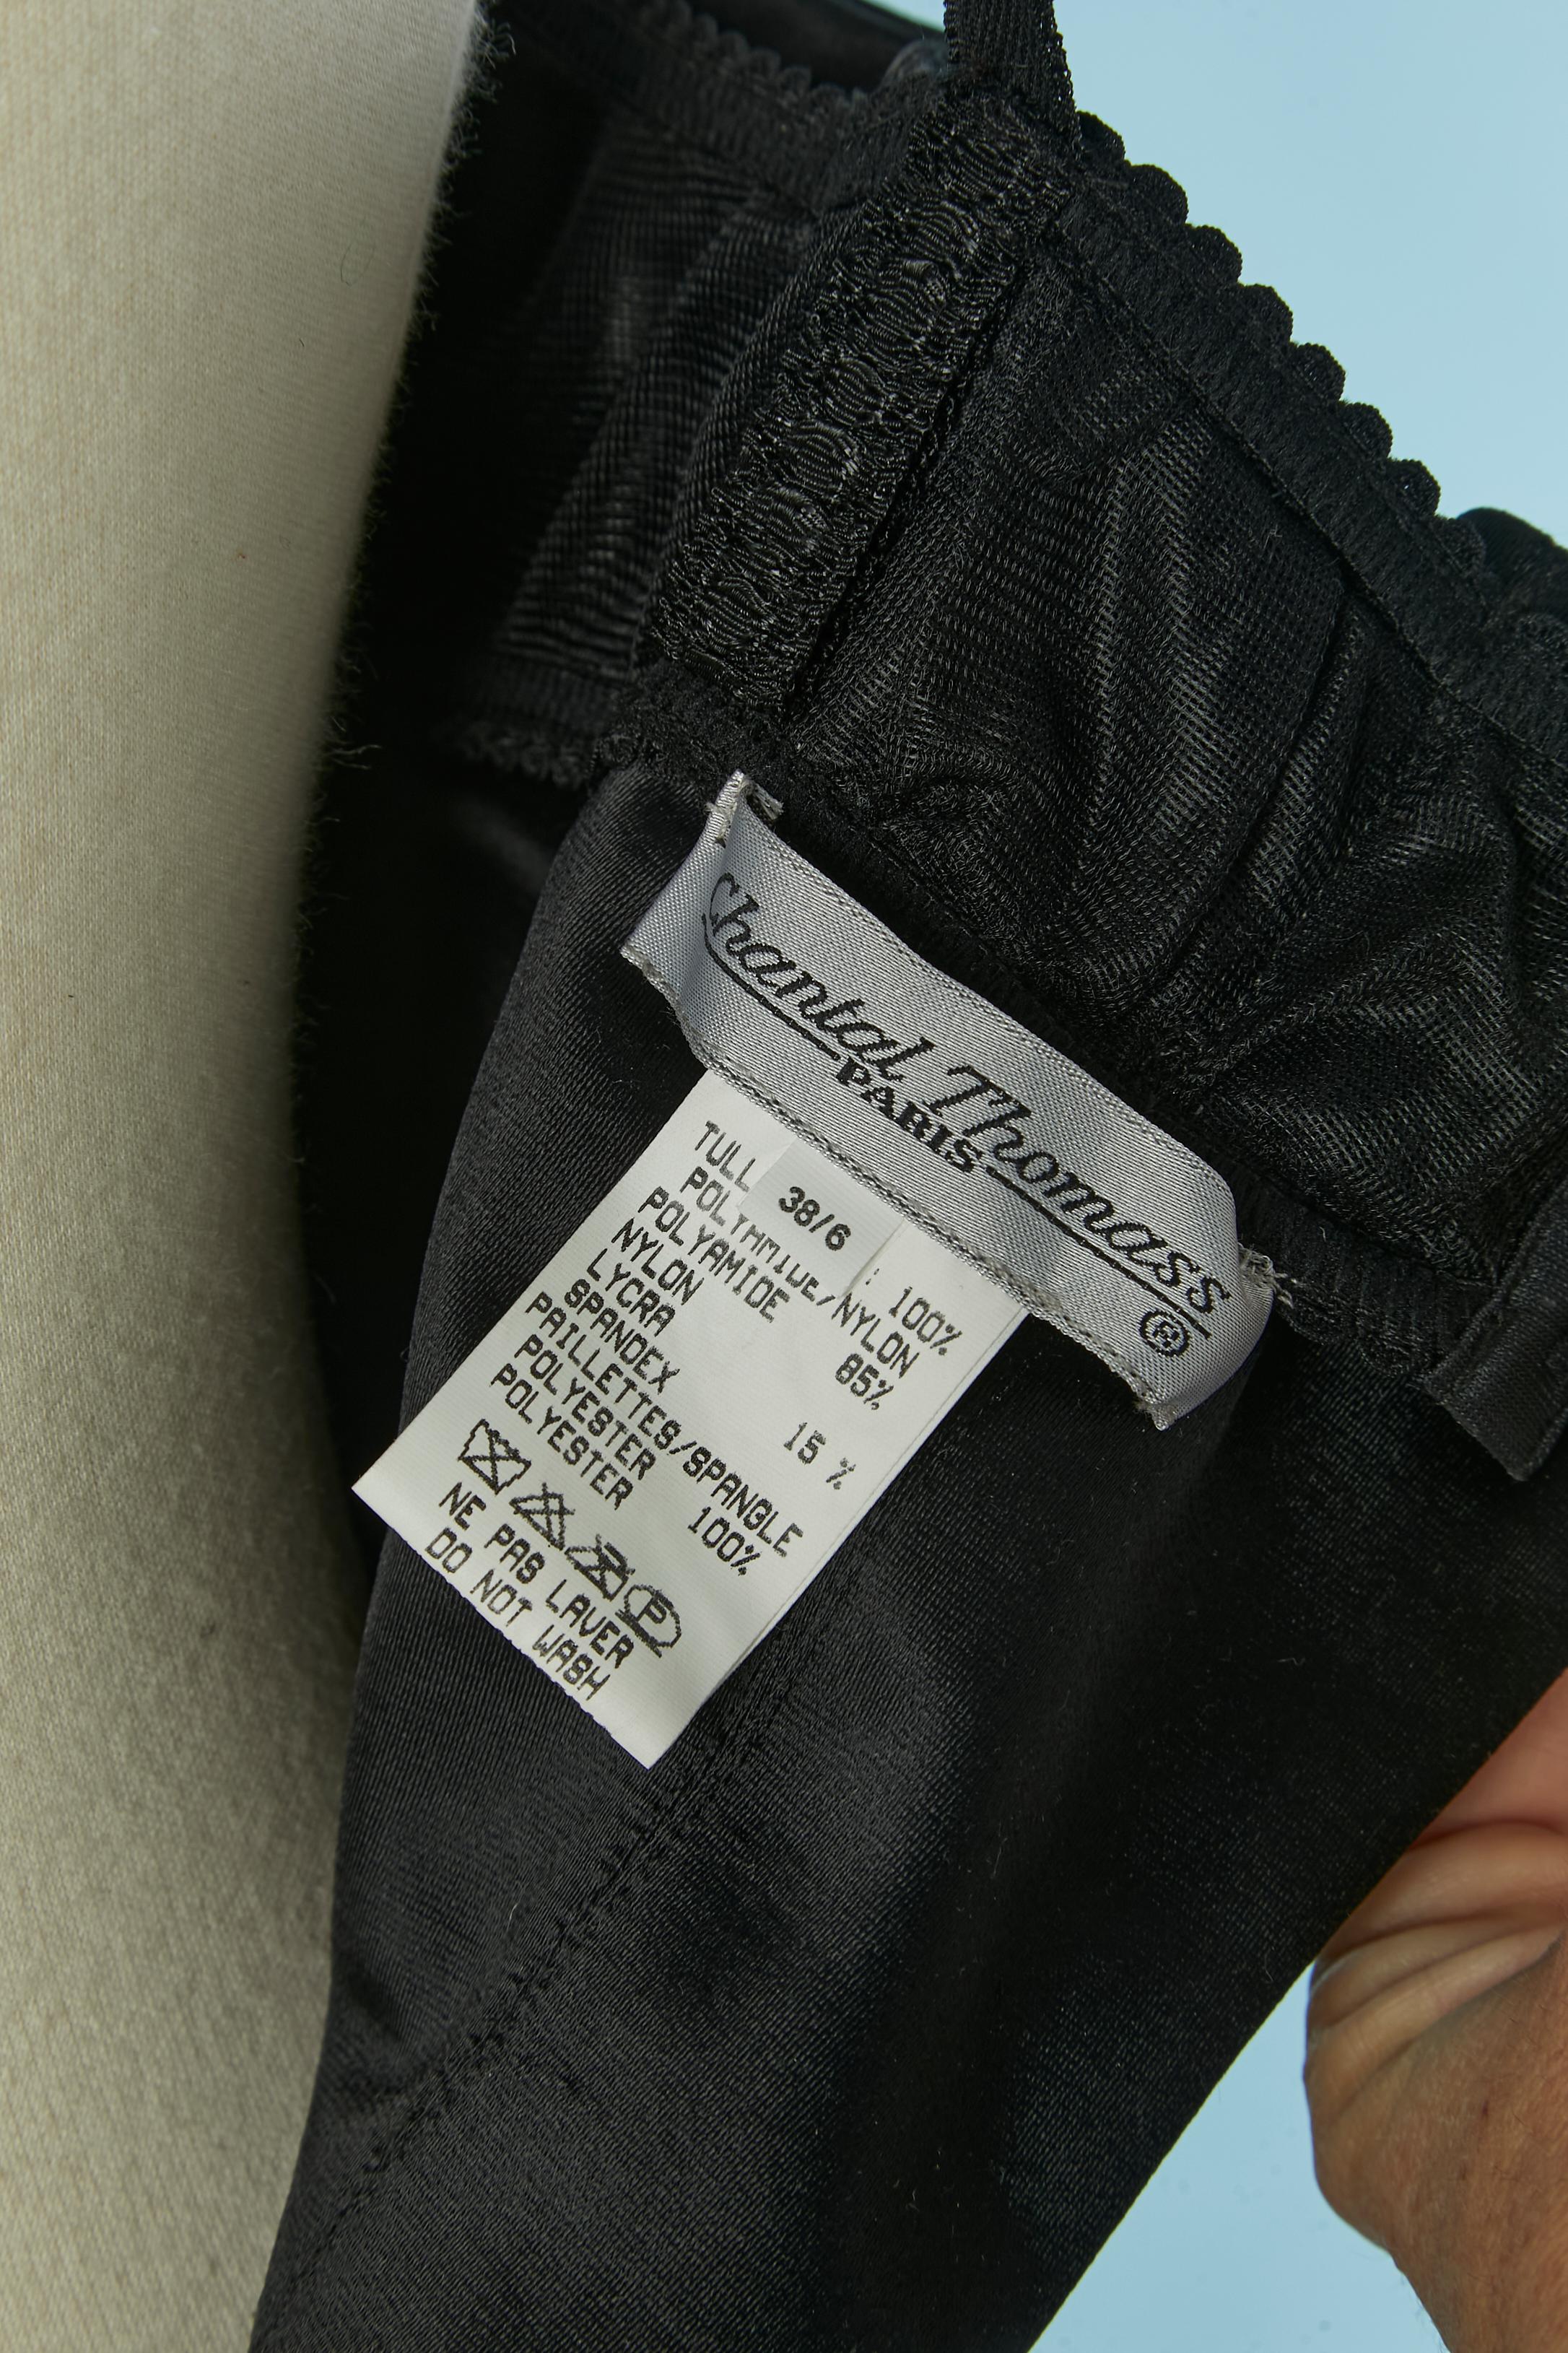 Chantal Thomass
PARIS
®
38/6
TULL : 100%
POLYAMIDE/NYLON
POLYAMIDE 85%
NYLON
LYCRA 15 %
SPANDEX
PAILLETTES/SPANGLE
POLYESTER 100%
POLYESTER
P
NE PAS LAVER
DO NOT WASH